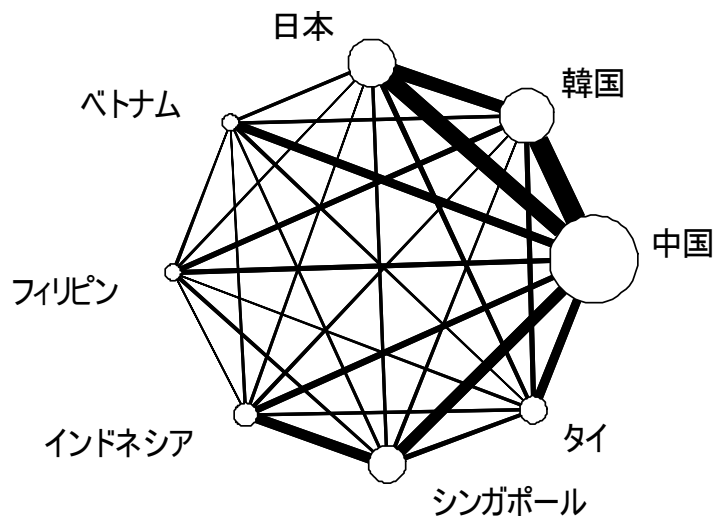 日本
韓国
ベトナム
中国
フィリピン
インドネシア
タイ
シンガポール